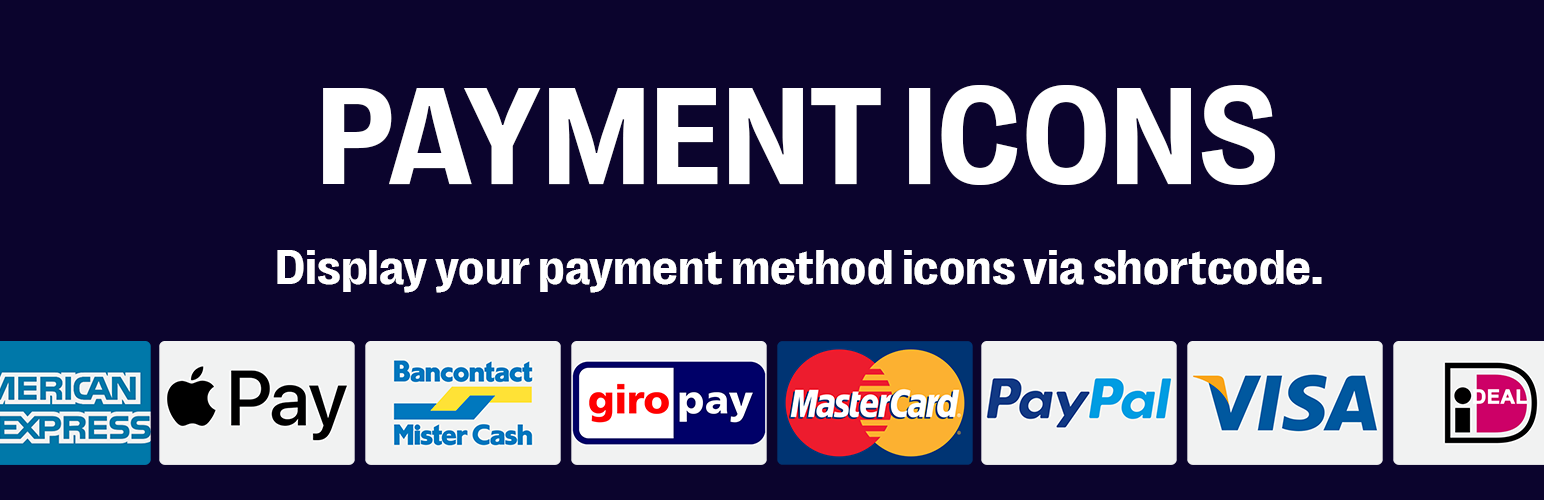 PAYMENT ICONS
Display your payment method icons via shortcode.
MERICAN
EXPRESS
Pay
Bancontact
Mister Cash
giro pay
MasterCard
PayPal
VISA
iDEAL